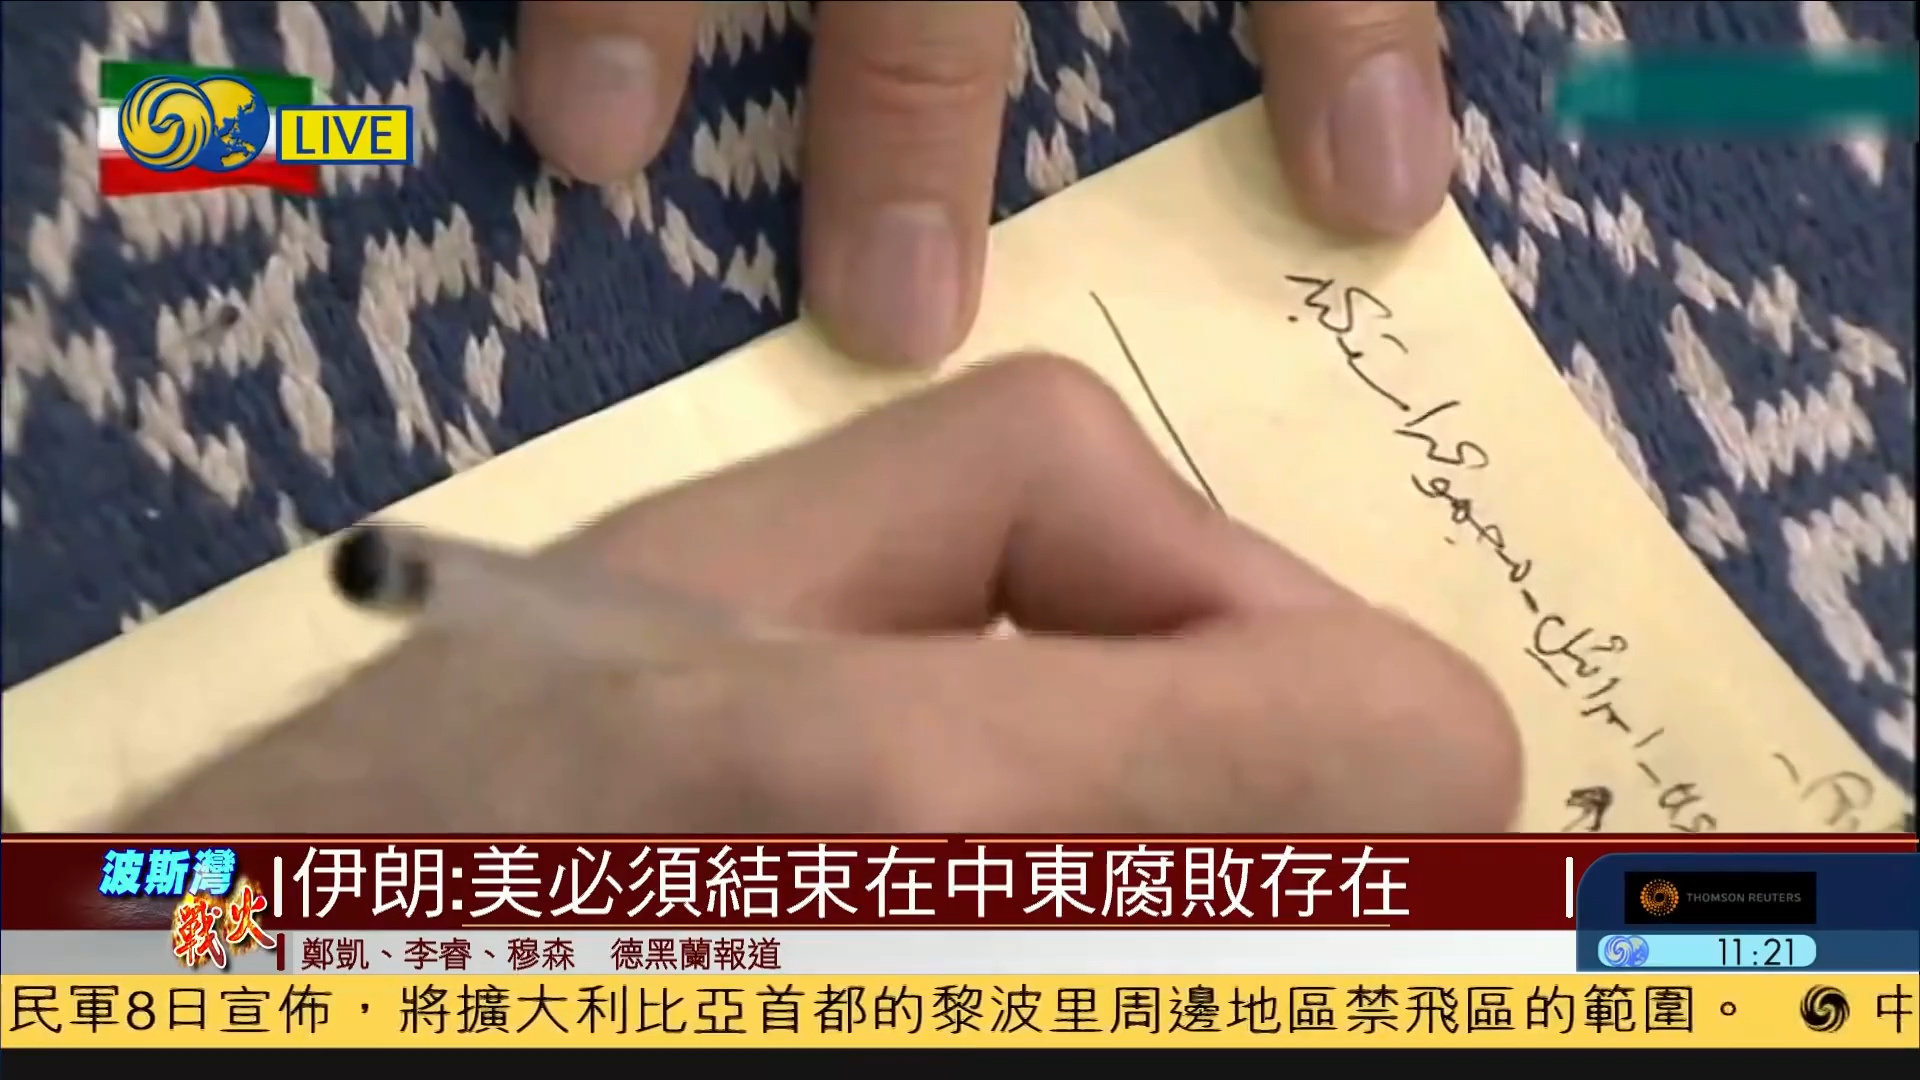 LIVE
波斯灣
戰火
伊朗:美必須結束在中東腐敗存在
鄭凱、李睿、穆森 德黑蘭報道
THOMSON REUTERS
11:21
民軍8日宣佈，將擴大利比亞首都的黎波里周邊地區禁飛區的範圍。 中